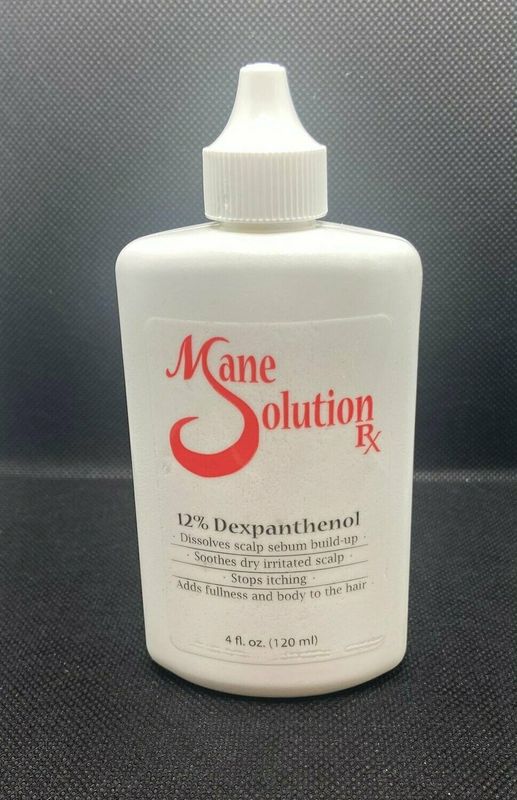 Mane
Solution
Rx
12% Dexpanthenol
· Dissolves scalp sebum build-up ·
· Soothes dry irritated scalp ·
· Stops itching ·
· Adds fullness and body to the hair ·
4 fl. oz. (120 ml)